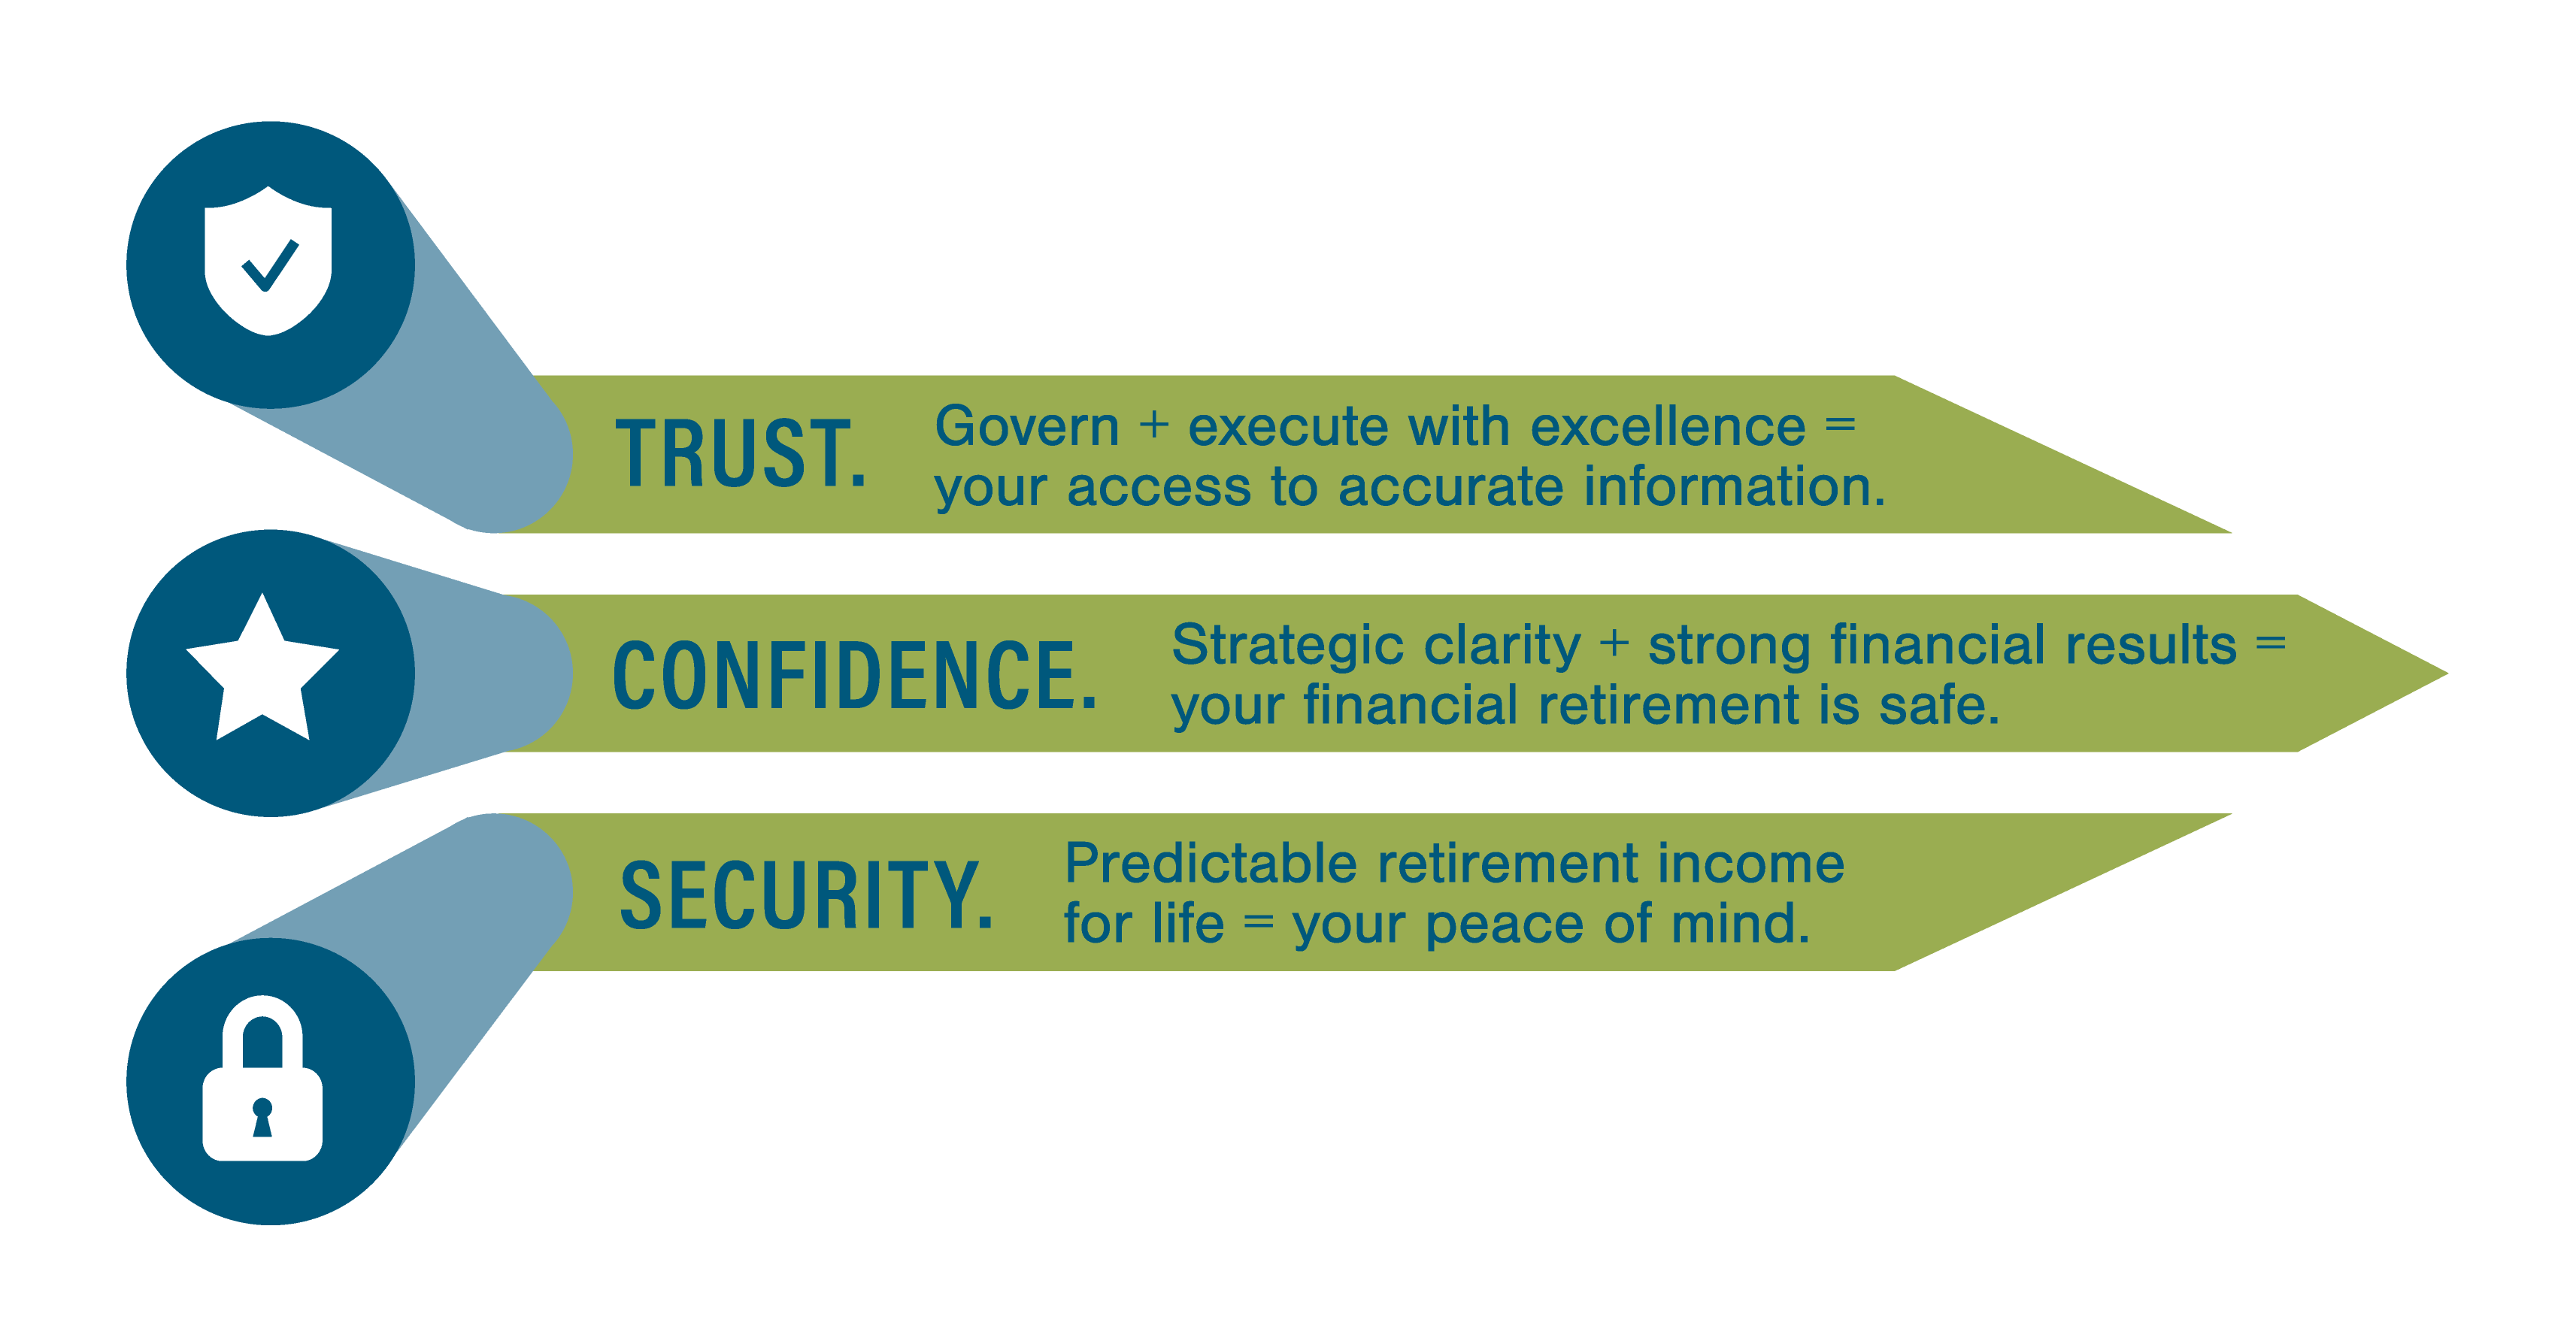 TRUST.
Govern + execute with excellence =
your access to accurate information.
CONFIDENCE.
Strategic clarity + strong financial results =
your financial retirement is safe.
SECURITY.
Predictable retirement income
for life = your peace of mind.